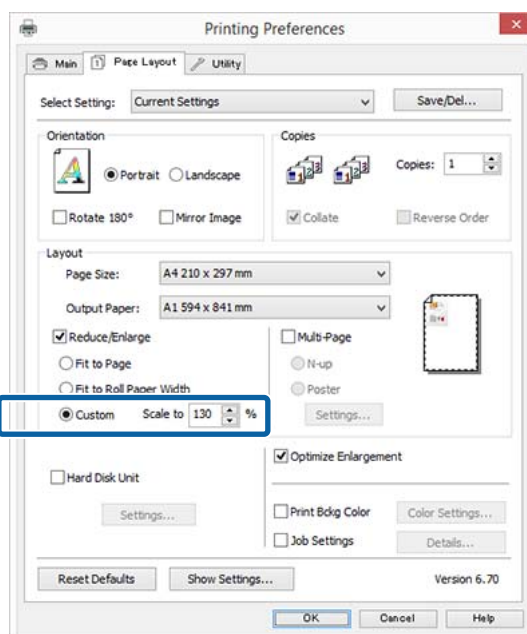 Printing Preferences
Main
Page Layout
Utility
Select Setting: Current Settings Save/Del...
Orientation
Portrait Landscape
Rotate 180° Mirror Image
Copies
Copies: 1
Collate Reverse Order
Layout
Page Size: A4 210 x 297 mm
Output Paper: A1 594 x 841 mm
Reduce/Enlarge
Fit to Page
Fit to Roll Paper Width
Custom Scale to 130 %
Multi-Page
N-up
Poster
Settings...
Hard Disk Unit
Settings...
Optimize Enlargement
Print Bckg Color Color Settings...
Job Settings Details...
Reset Defaults Show Settings... Version 6.70
OK Cancel Help